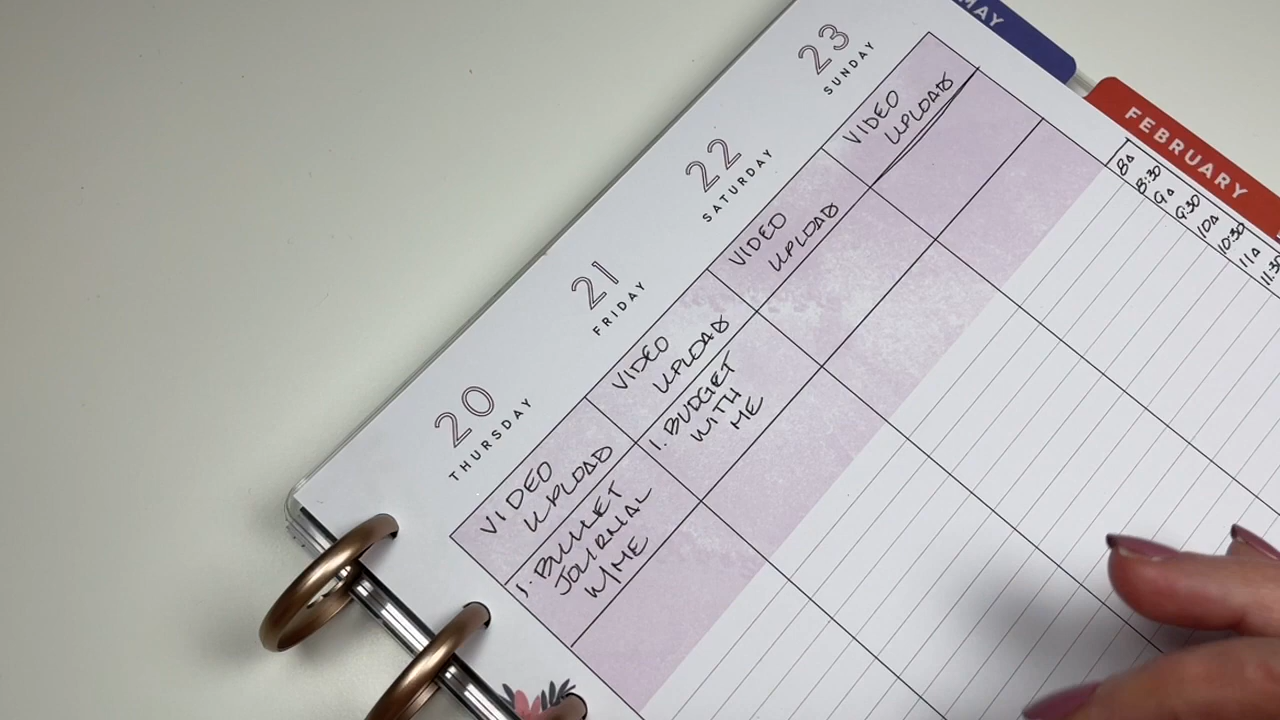 MAY
FEBRUARY
20
THURSDAY
VIDEO
UPLOAD
1. BULLET
JOURNAL
W/ME
21
FRIDAY
VIDEO
UPLOAD
1. BUDGET
WITH
ME
22
SATURDAY
VIDEO
UPLOAD
23
SUNDAY
VIDEO
UPLOAD
8A
8:30
9A
9:30
10A
10:30
11A
11:30